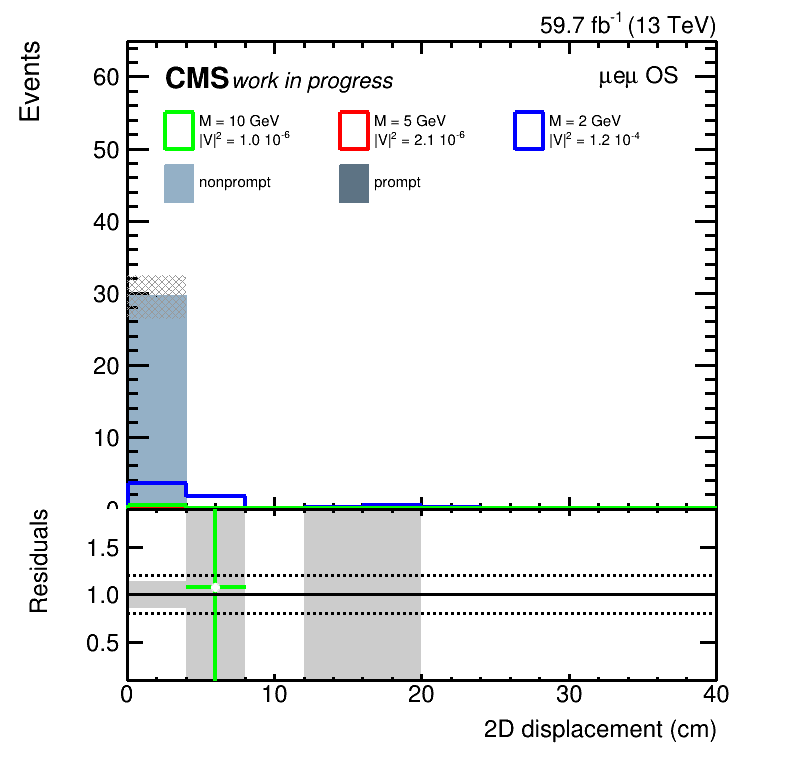 59.7 fb⁻¹ (13 TeV)
Events
CMS work in progress
μeμ OS
M = 10 GeV
|V|² = 1.0 10⁻⁶
M = 5 GeV
|V|² = 2.1 10⁻⁶
M = 2 GeV
|V|² = 1.2 10⁻⁴
nonprompt
prompt
60
50
40
30
20
10
0
Residuals
1.5
1.0
0.5
0 10 20 30 40
2D displacement (cm)